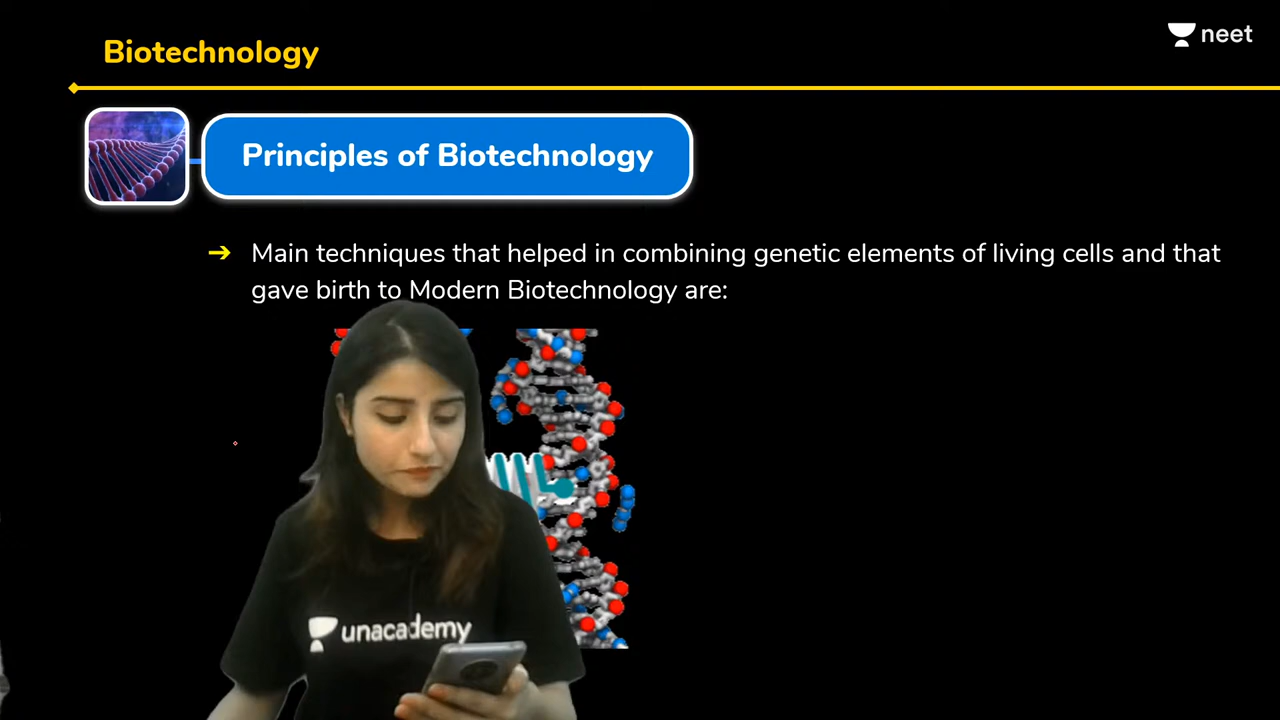 Biotechnology
neet
Principles of Biotechnology
➔ Main techniques that helped in combining genetic elements of living cells and that
gave birth to Modern Biotechnology are:
unacademy